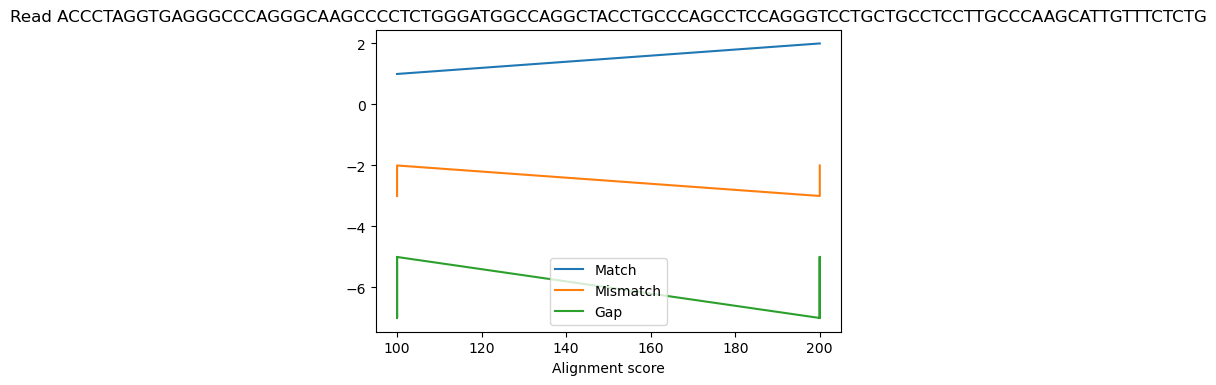 Read ACCCTAGGTGAGGGCCCAGGGCAAGCCCCTCTGGGATGGCCAGGCTACCTGCCCAGCCTCCAGGGTCCTGCTGCCTCCTTGCCCAAGCATTGTTTCTCTG
2
0
−2
−4
−6
Match
Mismatch
Gap
100 120 140 160 180 200
Alignment score